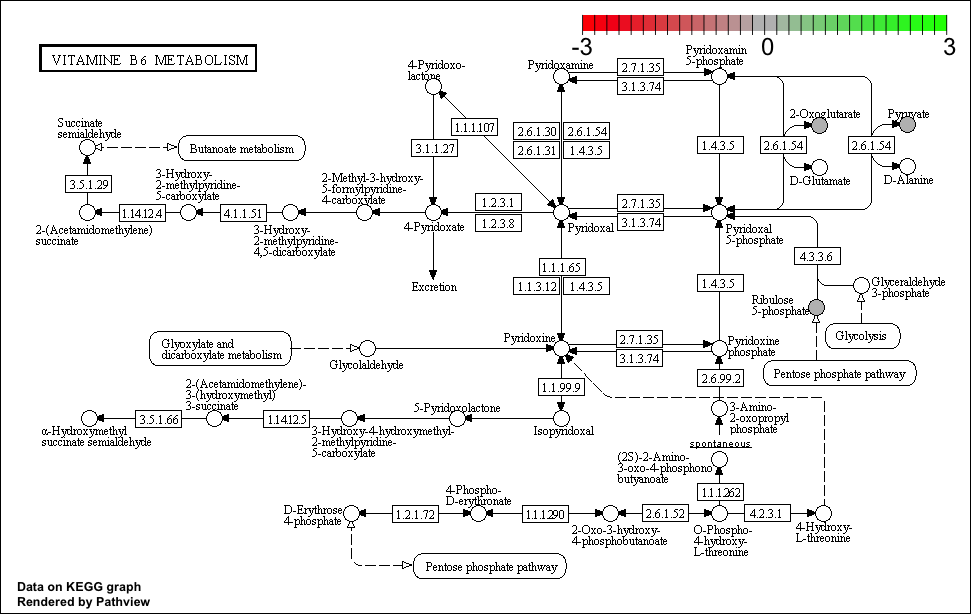 -3
0
3
VITAMINE B6 METABOLISM
4-Pyridoxo-
lactone
Pyridoxamine
2.7.1.35
3.1.3.74
Pyridoxamin
5-phosphate
Succinate
semialdehyde
Butanoate metabolism
1.1.1.107
3.1.1.27
2.6.1.30
2.6.1.54
2.6.1.31
1.4.3.5
1.4.3.5
2-Oxoglutarate
2.6.1.54
D-Glutamate
Pyruvate
2.6.1.54
D-Alanine
3.5.1.29
3-Hydroxy-
2-methylpyridine-
5-carboxylate
2-Methyl-3-hydroxy-
5-formylpyridine-
4-carboxylate
1.14.12.4
4.1.1.51
1.2.3.1
1.2.3.8
2.7.1.35
3.1.3.74
2-(Acetamidomethylene)
succinate
3-Hydroxy-
2-methylpyridine-
4,5-dicarboxylate
4-Pyridoxate
Pyridoxal
Pyridoxal
5-phosphate
Excretion
1.1.1.65
1.1.3.12
1.4.3.5
1.4.3.5
4.3.3.6
Glyceraldehyde
3-phosphate
Ribulose
5-phosphate
Glycolysis
Pentose phosphate pathway
Glyoxylate and
dicarboxylate metabolism
Glycolaldehyde
Pyridoxine
2.7.1.35
3.1.3.74
Pyridoxine
phosphate
1.1.99.9
2.6.99.2
2-(Acetamidomethylene)-
3-(hydroxymethyl)
3-succinate
5-Pyridoxolactone
3.5.1.66
1.14.12.5
α-Hydroxymethyl
succinate semialdehyde
3-Hydroxy-4-hydroxymethyl-
2-methylpyridine-
5-carboxylate
Isopyridoxal
3-Amino-
2-oxopropyl
phosphate
spontaneous
(2S)-2-Amino-
3-oxo-4-phosphono
butyanoate
1.1.1.262
D-Erythrose
4-phosphate
1.2.1.72
4-Phospho-
D-erythronate
1.1.1.290
2-Oxo-3-hydroxy-
4-phosphobutanoate
2.6.1.52
O-Phospho-
4-hydroxy-
L-threonine
4.2.3.1
4-Hydroxy-
L-threonine
Pentose phosphate pathway
Data on KEGG graph
Rendered by Pathview